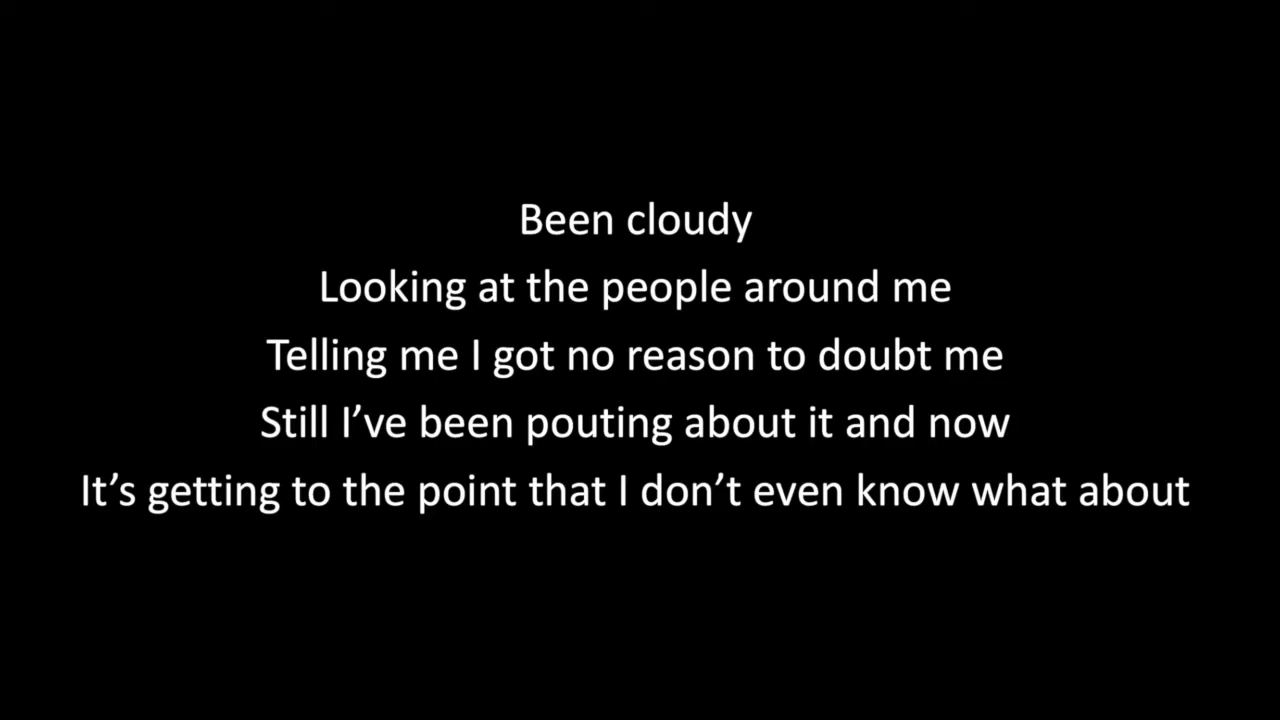 Been cloudy
Looking at the people around me
Telling me I got no reason to doubt me
Still I’ve been pouting about it and now
It’s getting to the point that I don’t even know what about